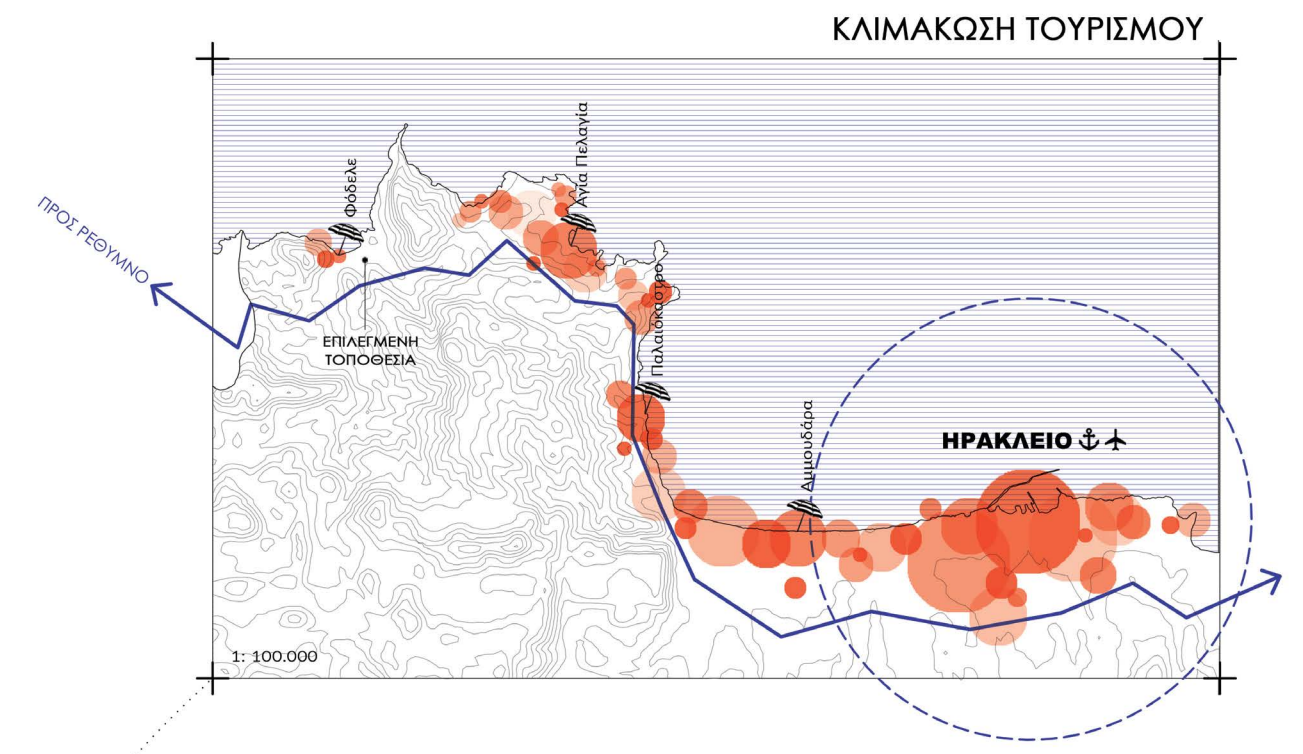 ΚΛΙΜΑΚΩΣΗ ΤΟΥΡΙΣΜΟΥ
Αγία Πελαγία
Φόδελε
ΠΡΟΣ ΡΕΘΥΜΝΟ
Παλαιόκαστρο
ΕΠΙΛΕΓΜΕΝΗ
ΤΟΠΟΘΕΣΙΑ
Αμμουδάρα
ΗΡΑΚΛΕΙΟ
1: 100.000